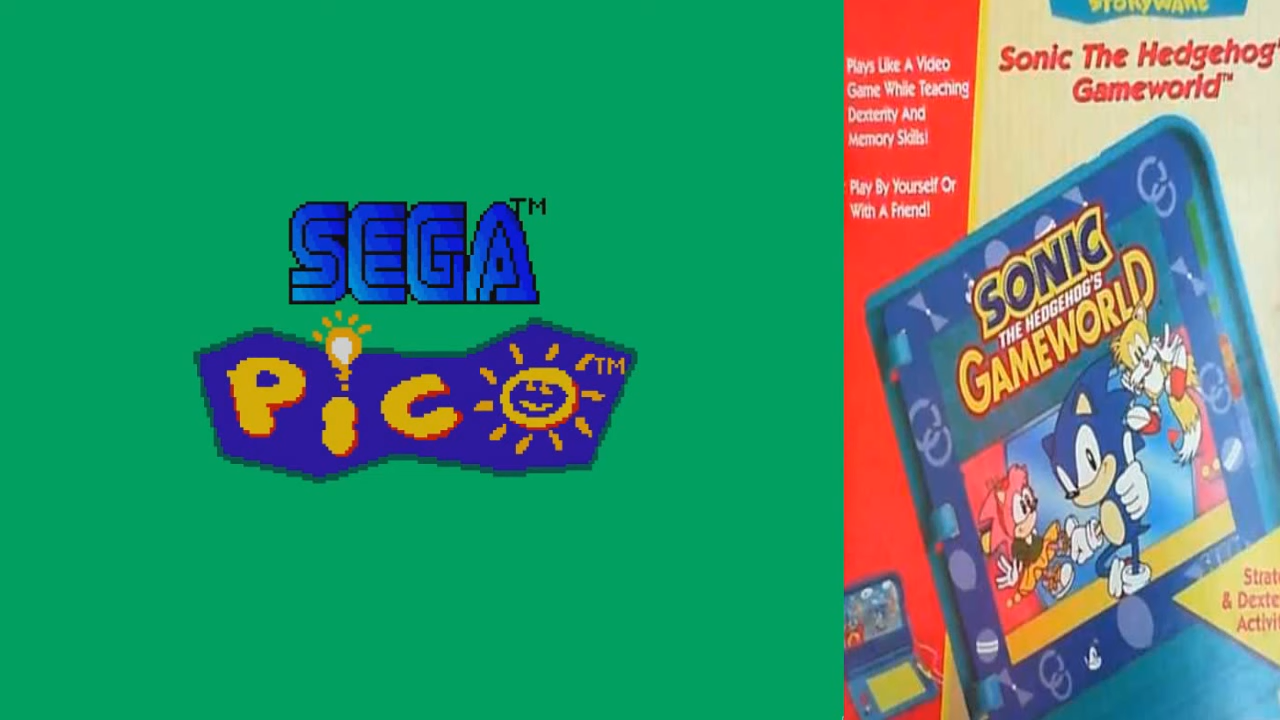 SEGA™
Pico™
STORYWARE
Sonic The Hedgehog
Gameworld™
Plays Like A Video
Game While Teaching
Dexterity And
Memory Skills!
Play By Yourself Or
With A Friend!
SONIC
THE HEDGEHOG'S
GAMEWORLD
&